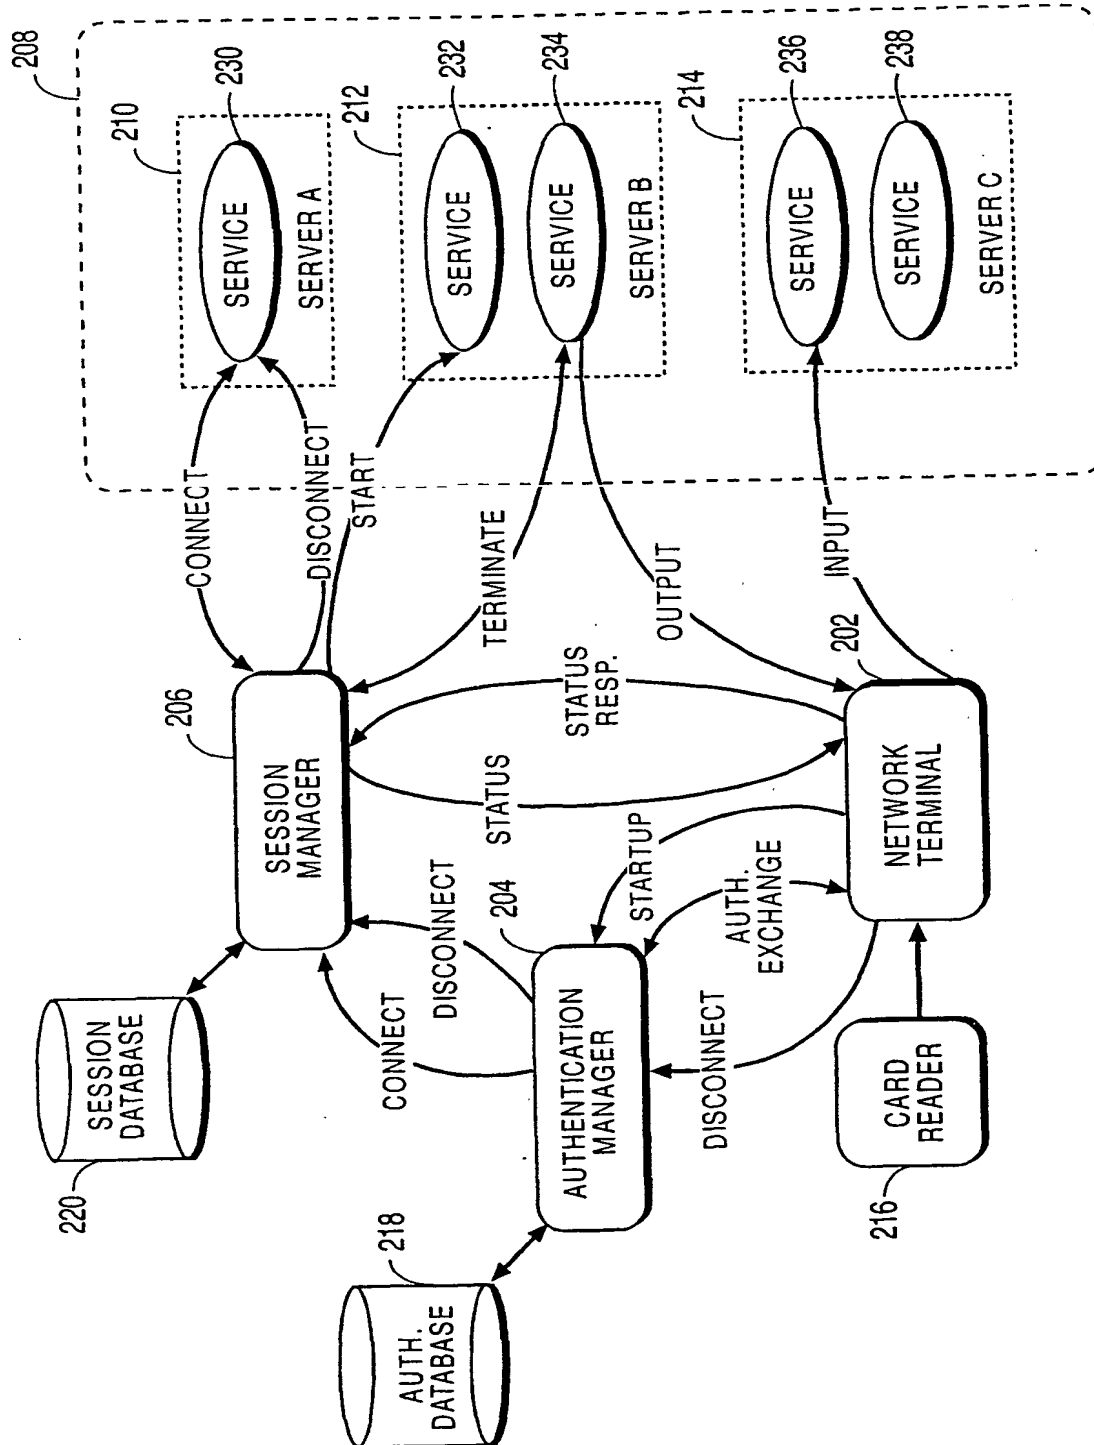 208
210
230
SERVICE
SERVER A
212
232
SERVICE
234
SERVICE
SERVER B
214
236
SERVICE
238
SERVICE
SERVER C
CONNECT
DISCONNECT
START
TERMINATE
OUTPUT
INPUT
206
SESSION
MANAGER
STATUS
STATUS
RESP.
202
NETWORK
TERMINAL
STARTUP
AUTH.
EXCHANGE
DISCONNECT
CONNECT
DISCONNECT
204
AUTHENTICATION
MANAGER
CARD
READER
216
SESSION
DATABASE
220
218
AUTH.
DATABASE